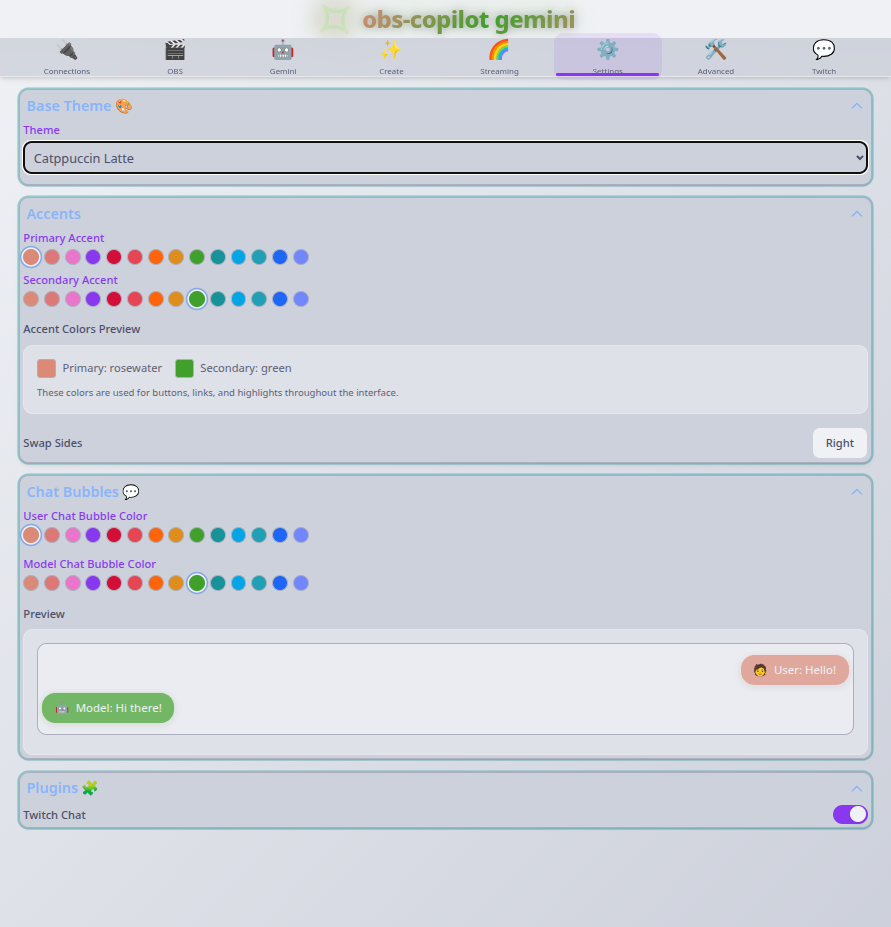 obs-copilot gemini
Connections OBS Gemini Create Streaming Settings Advanced Twitch
Base Theme 🎨
Theme
Catppuccin Latte
Accents
Primary Accent
Secondary Accent
Accent Colors Preview
Primary: rosewater Secondary: green
These colors are used for buttons, links, and highlights throughout the interface.
Swap Sides Right
Chat Bubbles 💬
User Chat Bubble Color
Model Chat Bubble Color
Preview
🧑 User: Hello!
🤖 Model: Hi there!
Plugins 🧩
Twitch Chat